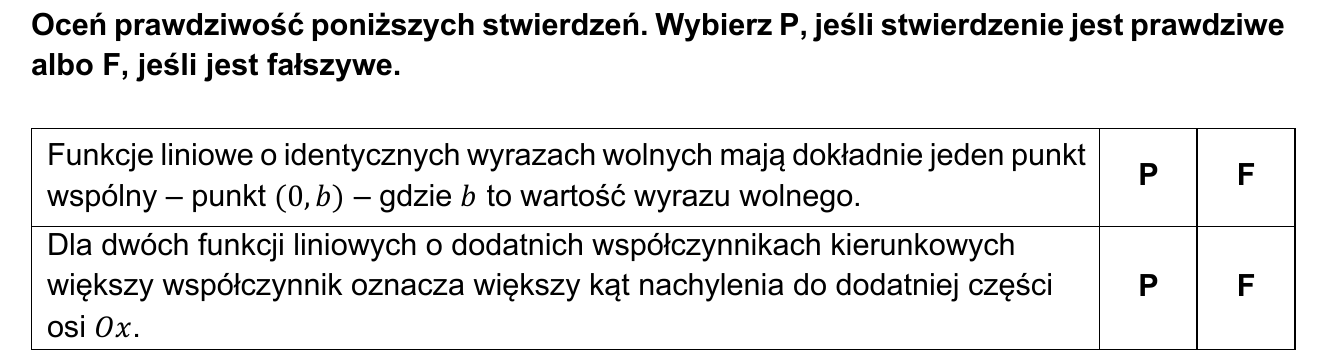 Oceń prawdziwość poniższych stwierdzeń. Wybierz P, jeśli stwierdzenie jest prawdziwe
albo F, jeśli jest fałszywe.
Funkcje liniowe o identycznych wyrazach wolnych mają dokładnie jeden punkt
wspólny – punkt (0, b) – gdzie b to wartość wyrazu wolnego.
P
F
Dla dwóch funkcji liniowych o dodatnich współczynnikach kierunkowych
większy współczynnik oznacza większy kąt nachylenia do dodatniej części
osi Ox.
P
F